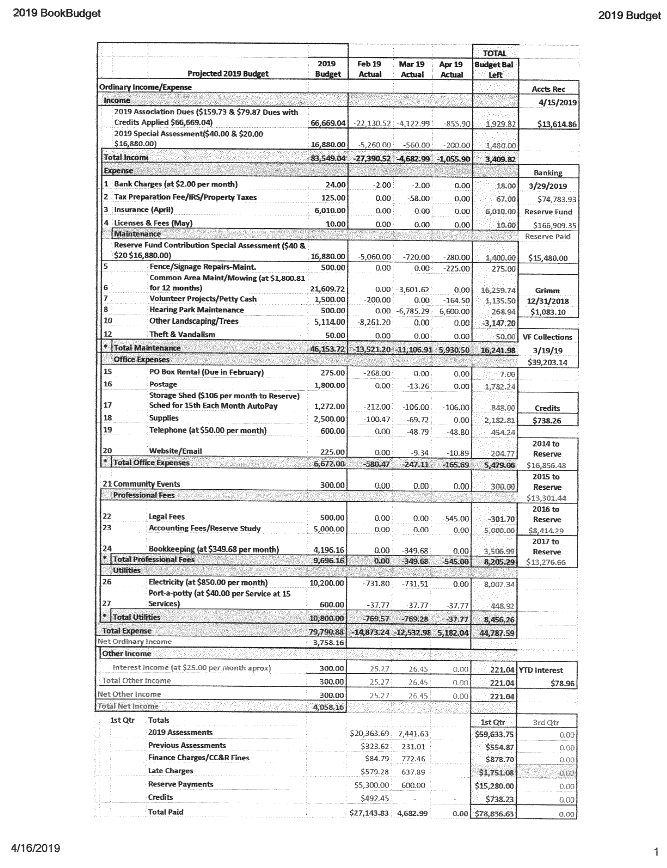 2019 BookBudget
2019 Budget
TOTAL
Projected 2019 Budget 2019 Budget Feb 19 Actual Mar 19 Actual Apr 19 Actual Budget Bal Left
Ordinary Income/Expense Accts Rec
Income 4/15/2019
2019 Association Dues ($159.73 & $79.87 Dues with
Credits Applied $66,669.04) 66,669.04 -22,130.52 -4,122.99 -855.90 1,929.82 $13,614.86
2019 Special Assessment($40.00 & $20.00
$16,880.00) 16,880.00 -5,260.00 -560.00 -200.00 1,480.00
Total Income 83,549.04 -27,390.52 -4,682.99 -1,055.90 3,409.82
Expense Banking
1 Bank Charges (at $2.00 per month) 24.00 -2.00 -2.00 0.00 18.00 3/29/2019
2 Tax Preparation Fee/IRS/Property Taxes 125.00 0.00 -58.00 0.00 67.00 $74,783.93
3 Insurance (April) 6,010.00 0.00 0.00 0.00 6,010.00 Reserve Fund
4 Licenses & Fees (May) 10.00 0.00 0.00 0.00 10.00 $166,909.35
Maintenance Reserve Paid
Reserve Fund Contribution Special Assessment ($40 &
$20 $16,880.00) 16,880.00 -5,060.00 -720.00 -280.00 1,400.00 $15,480.00
5 Fence/Signage Repairs-Maint. 500.00 0.00 0.00 -225.00 275.00
Common Area Maint/Mowing (at $1,800.81
6 for 12 months) 21,609.72 0.00 -3,601.62 0.00 16,259.74 Grimm
7 Volunteer Projects/Petty Cash 1,500.00 -200.00 0.00 -164.50 1,135.50 12/31/2018
8 Hearing Park Maintenance 500.00 0.00 -6,785.29 6,600.00 268.94 $1,083.10
10 Other Landscaping/Trees 5,114.00 -8,261.20 0.00 0.00 -3,147.20
12 Theft & Vandalism 50.00 0.00 0.00 0.00 50.00 VF Collections
* Total Maintenance 46,153.72 -13,521.20 -11,106.91 5,930.50 16,241.98 3/19/19
Office Expenses $39,203.14
15 PO Box Rental (Due in February) 275.00 -268.00 0.00 0.00 7.00
16 Postage 1,800.00 0.00 -13.26 0.00 1,782.24
Storage Shed ($106 per month to Reserve)
17 Sched for 15th Each Month AutoPay 1,272.00 -212.00 -106.00 -106.00 848.00 Credits
18 Supplies 2,500.00 -100.47 -69.72 0.00 2,182.81 $738.26
19 Telephone (at $50.00 per month) 600.00 0.00 -48.79 -48.80 454.24
2014 to
20 Website/Email 225.00 0.00 -9.34 -10.89 204.77 Reserve
* Total Office Expenses 6,672.00 -580.47 -247.11 -165.69 5,479.06 $16,856.48
2015 to
21 Community Events 300.00 0.00 0.00 0.00 300.00 Reserve
Professional Fees $13,301.44
2016 to
22 Legal Fees 500.00 0.00 0.00 -545.00 -301.70 Reserve
23 Accounting Fees/Reserve Study 5,000.00 0.00 0.00 0.00 5,000.00 $8,414.29
2017 to
24 Bookkeeping (at $349.68 per month) 4,196.16 0.00 -349.68 3,506.99 Reserve
* Total Professional Fees 9,696.16 0.00 -349.68 -545.00 8,205.29 $13,276.66
Utilities
26 Electricity (at $850.00 per month) 10,200.00 -731.80 -731.51 0.00 8,007.34
Port-a-potty (at $40.00 per Service at 15
27 Services) 600.00 -37.77 37.77 -37.77 448.92
* Total Utilities 10,800.00 -769.57 -769.28 -37.77 8,456.26
Total Expense 79,790.88 -14,873.24 -12,532.98 5,182.04 44,787.59
Net Ordinary Income 3,758.16
Other Income
Interest Income (at $25.00 per month aprox) 300.00 25.27 26.45 0.00 221.04 YTD Interest
Total Other Income 300.00 25.27 26.45 0.00 221.04 $78.96
Net Other Income 300.00 25.27 26.45 0.00 221.04
Total Net Income 4,058.16
1st Qtr Totals 1st Qtr 3rd Qtr
2019 Assessments $20,363.69 2,441.63 $59,633.75 0.00
Previous Assessments $323.62 231.01 $554.87 0.00
Finance Charges/CC&R Fines $84.79 772.46 $878.70 0.00
Late Charges $579.28 637.89 $1,751.08 0.00
Reserve Payments $5,300.00 600.00 $15,280.00 0.00
Credits $492.45 - - $738.23 0.00
Total Paid $27,143.83 4,682.99 0.00 $78,836.63 0.00
4/16/2019
1